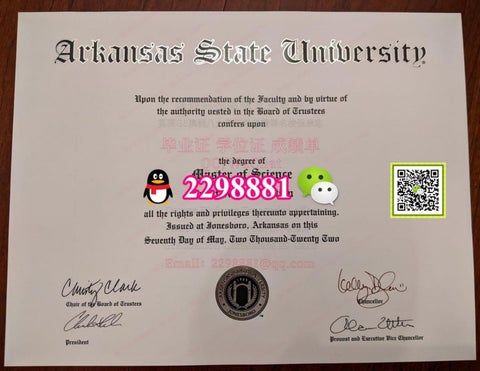 Arkansas State University
Upon the recommendation of the Faculty and by virtue of
the authority vested in the Board of Trustees
confers upon
毕业证 学位证 成绩单
the degree of
Master of Science
2298881
all the rights and privileges thereunto appertaining.
Issued at Jonesboro, Arkansas on this
Seventh Day of May, Two Thousand-Twenty Two
Email: 2298881@qq.com
Chair of the Board of Trustees
Chancellor
President
Provost and Executive Vice Chancellor
JONESBORO